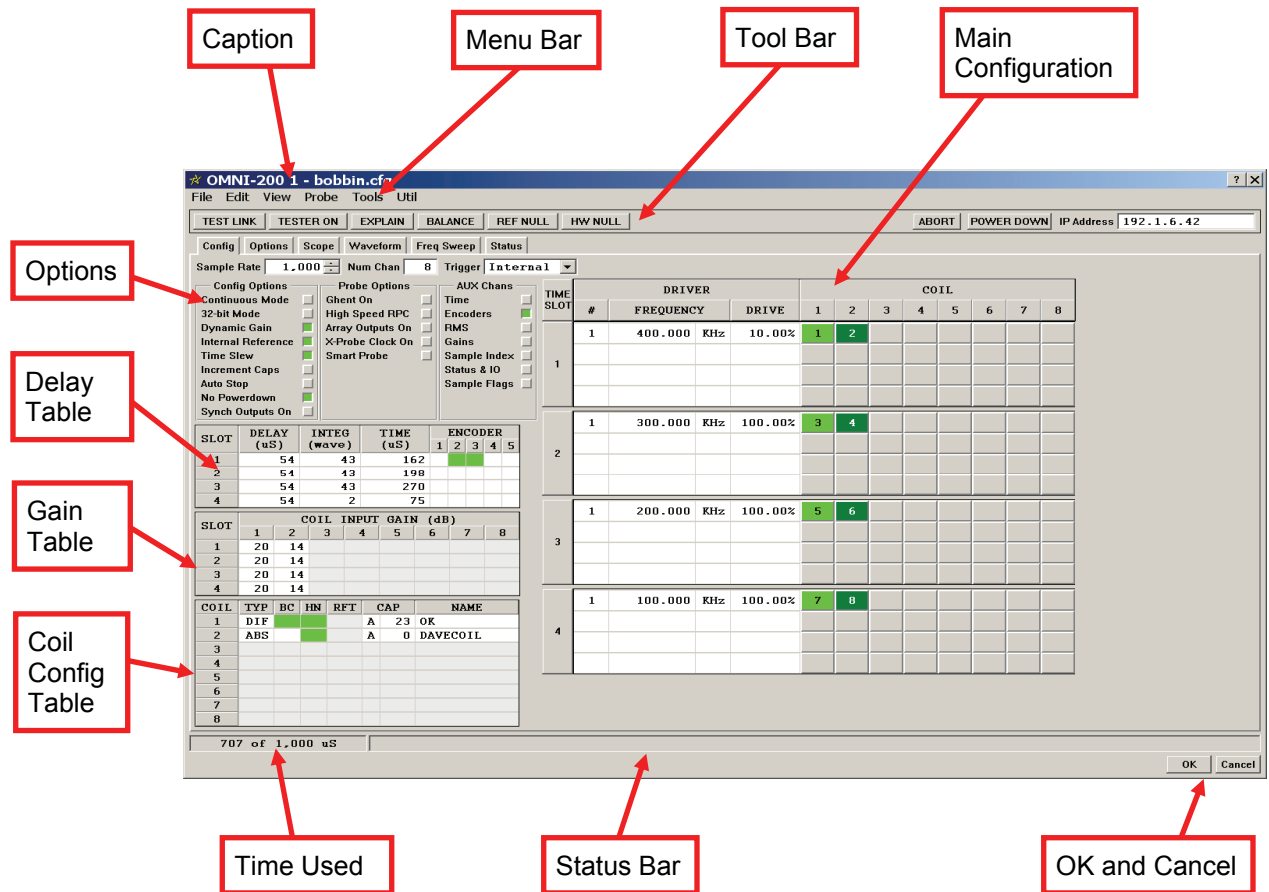 Caption
Menu Bar
Tool Bar
Main
Configuration
OMNI-200 1 - bobbin.cfg
File Edit View Probe Tools Util
TEST LINK TESTER ON EXPLAIN BALANCE REF NULL HW NULL ABORT POWER DOWN IP Address 192.1.6.42
Config Options Scope Waveform Freq Sweep Status
Sample Rate 1,000 Num Chan 8 Trigger Internal
Options
Config Options
Continuous Mode
32-bit Mode
Dynamic Gain
Internal Reference
Time Slew
Increment Caps
Auto Stop
No Powerdown
Synch Outputs On
Probe Options
Ghent On
High Speed RPC
Array Outputs On
X-Probe Clock On
Smart Probe
AUX Chans
Time
Encoders
RMS
Gains
Sample Index
Status & IO
Sample Flags
TIME SLOT DRIVER COIL
# FREQUENCY DRIVE 1 2 3 4 5 6 7 8
1 1 400.000 KHz 10.00% 1 2
2 1 300.000 KHz 100.00% 3 4
3 1 200.000 KHz 100.00% 5 6
4 1 100.000 KHz 100.00% 7 8
Delay
Table
SLOT DELAY (uS) INTEG (wave) TIME (uS) ENCODER
1 2 3 4 5
1 54 43 162
2 54 43 198
3 54 43 270
4 54 2 75
Gain
Table
SLOT COIL INPUT GAIN (dB)
1 2 3 4 5 6 7 8
1 20 14
2 20 14
3 20 14
4 20 14
Coil
Config
Table
COIL TYP BC HN RFT CAP NAME
1 DIF A 23 OK
2 ABS A 0 DAVECOIL
3
4
5
6
7
8
707 of 1,000 uS
OK Cancel
Time Used
Status Bar
OK and Cancel